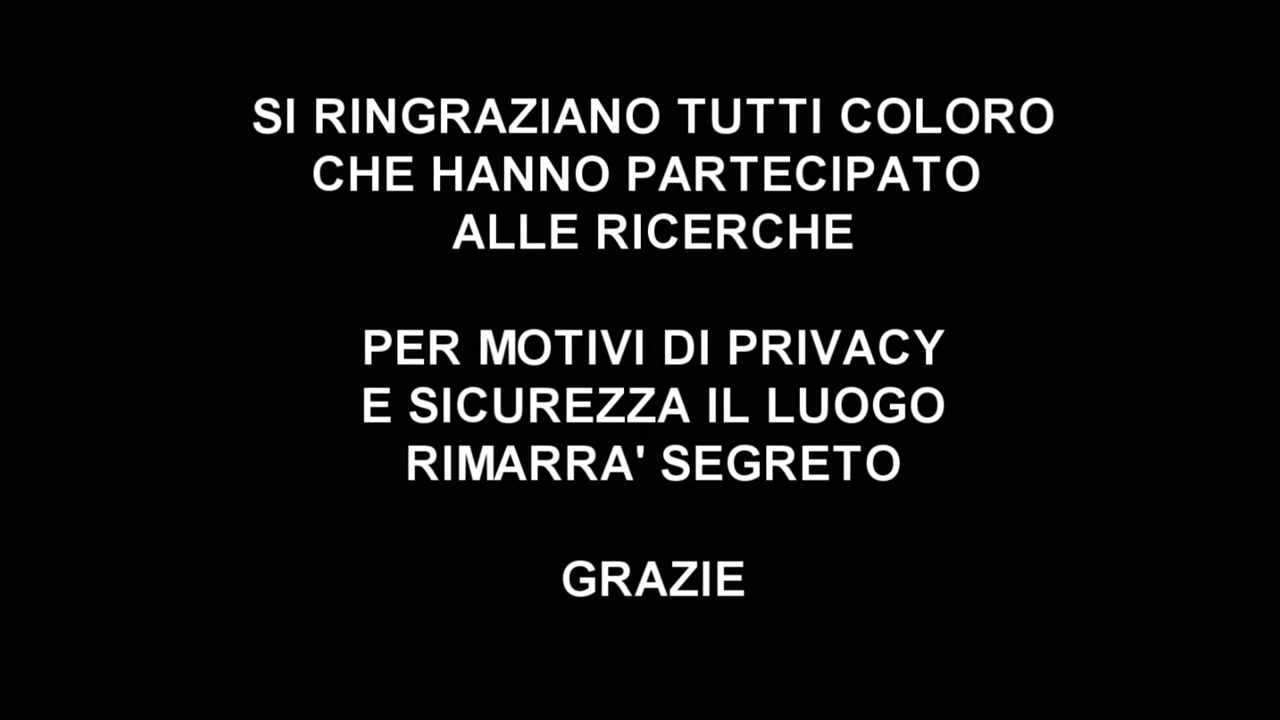 SI RINGRAZIANO TUTTI COLORO
CHE HANNO PARTECIPATO
ALLE RICERCHE
PER MOTIVI DI PRIVACY
E SICUREZZA IL LUOGO
RIMARRA' SEGRETO
GRAZIE